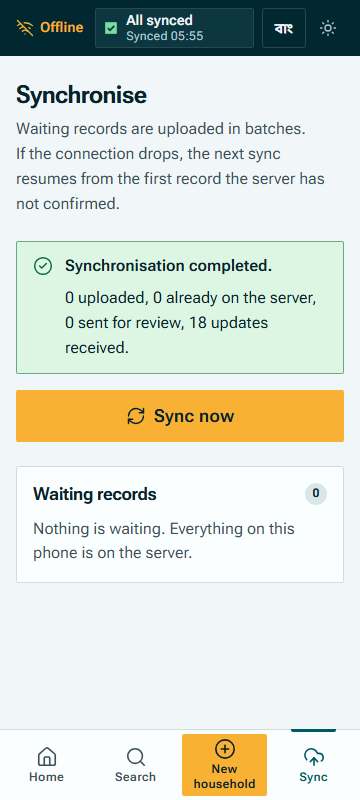 Offline
All synced
Synced 05:55
বাং
Synchronise
Waiting records are uploaded in batches.
If the connection drops, the next sync
resumes from the first record the server has
not confirmed.
Synchronisation completed.
0 uploaded, 0 already on the server,
0 sent for review, 18 updates
received.
Sync now
Waiting records
0
Nothing is waiting. Everything on this
phone is on the server.
Home
Search
New
household
Sync